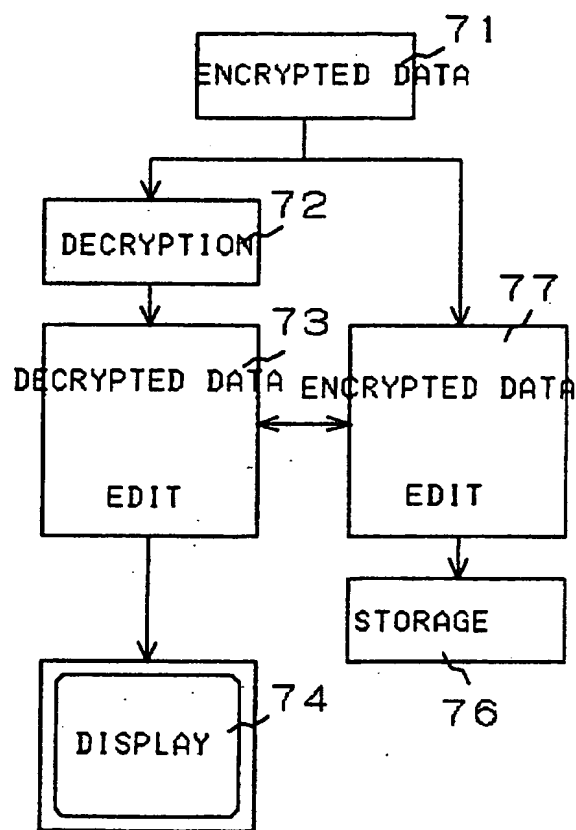 71
ENCRYPTED DATA
72
DECRYPTION
77
73
DECRYPTED DATA
ENCRYPTED DATA
EDIT
EDIT
STORAGE
74
76
DISPLAY